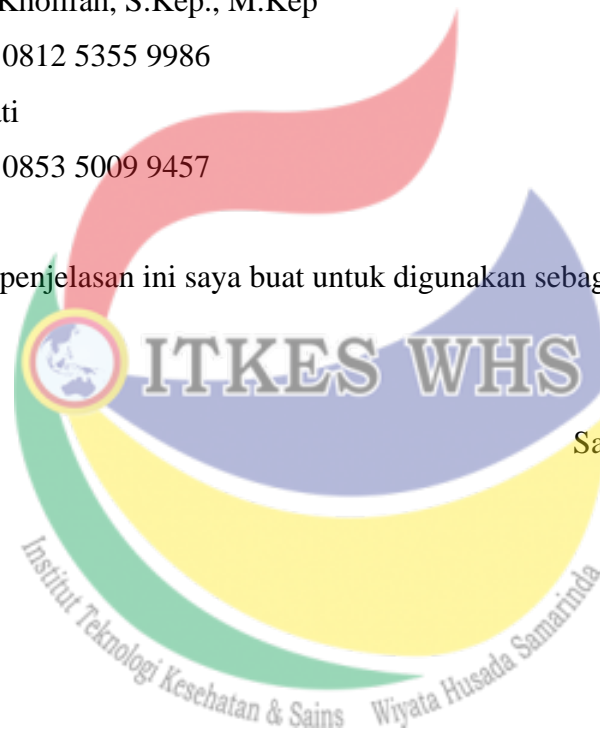 Kholifah, S.Kep., M.Kep
0812 5355 9986
ti
0853 5009 9457
penjelasan ini saya buat untuk digunakan sebag
ITKES WHS
Sa
Institut Teknologi Kesehatan & Sains Wiyata Husada Samarinda